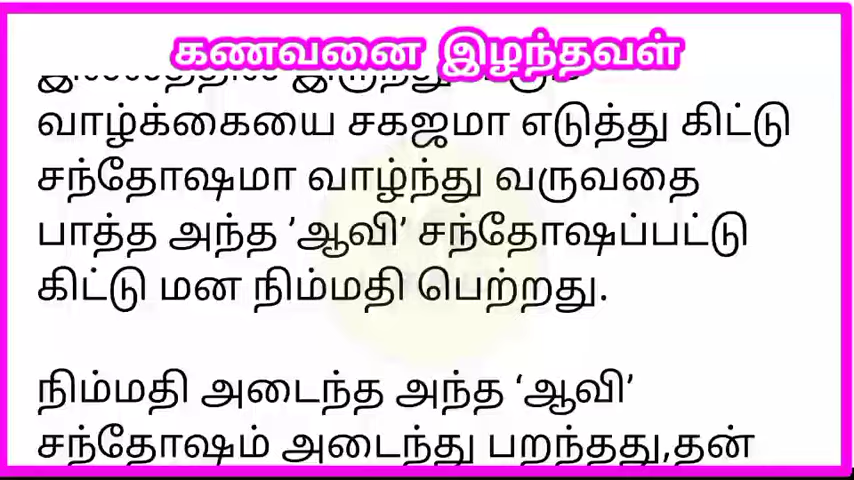 கணவனை இழந்தவள்
வாழ்க்கையை சகஜமா எடுத்து கிட்டு
சந்தோஷமா வாழ்ந்து வருவதை
பாத்த அந்த ’ஆவி’ சந்தோஷப்பட்டு
கிட்டு மன நிம்மதி பெற்றது.
நிம்மதி அடைந்த அந்த ‘ஆவி’
சந்தோஷம் அடைந்து பறந்தது,தன்